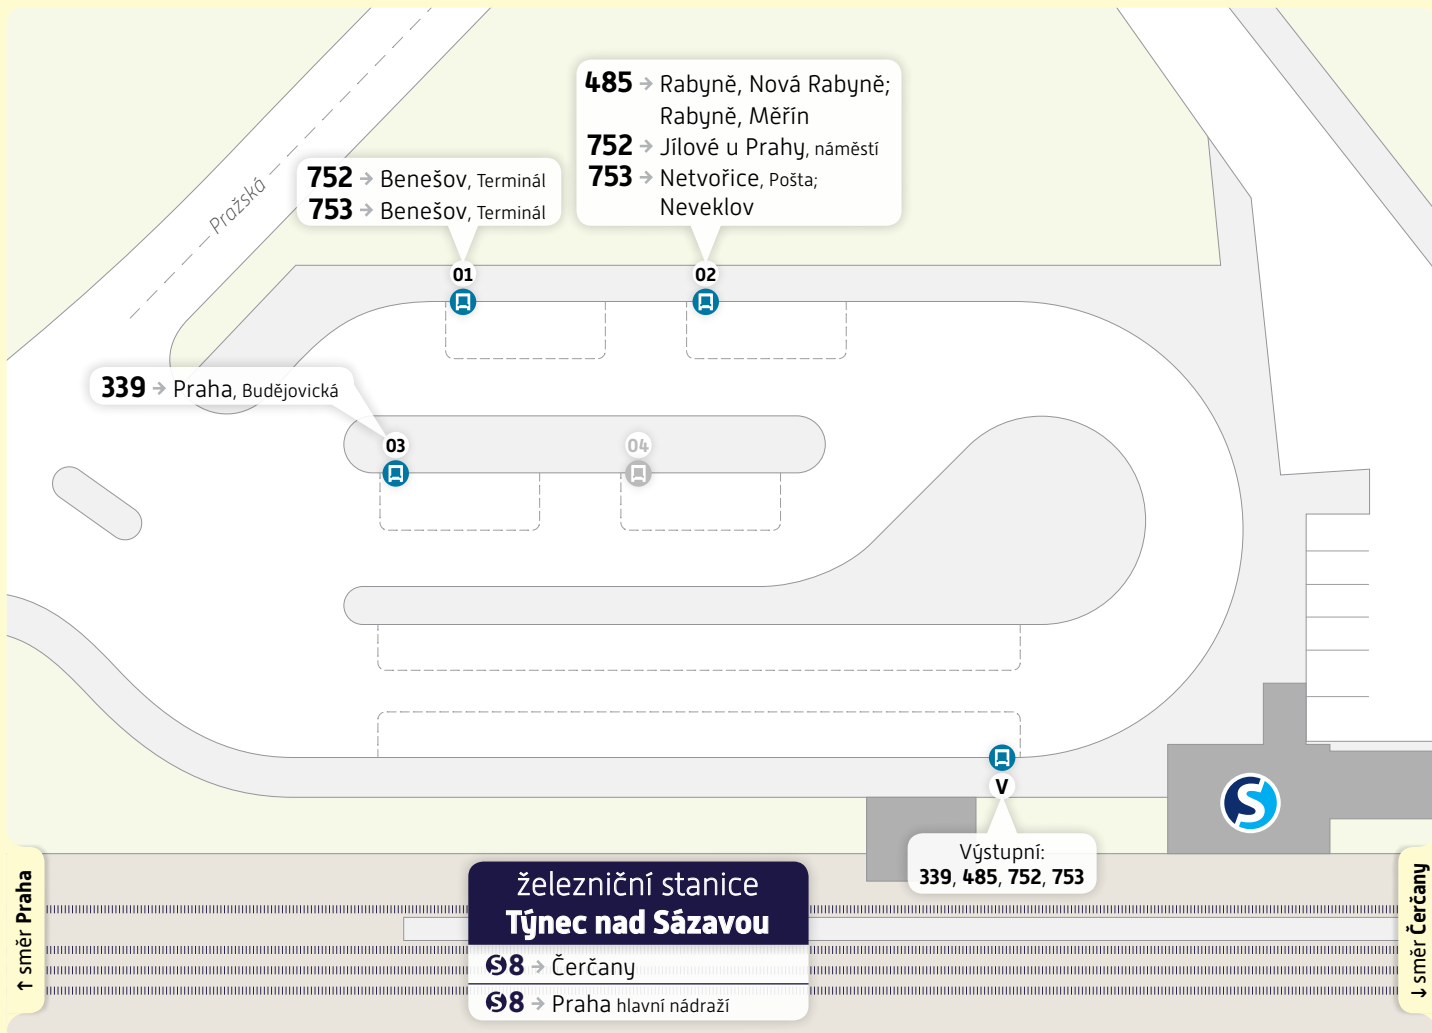 485 → Rabyně, Nová Rabyně;
Rabyně, Měřín
752 → Jílové u Prahy, náměstí
753 → Netvořice, Pošta;
Neveklov
752 → Benešov, Terminál
753 → Benešov, Terminál
Pražská
01
02
339 → Praha, Budějovická
03
04
V
Výstupní:
339, 485, 752, 753
železniční stanice
Týnec nad Sázavou
S8 → Čerčany
S8 → Praha hlavní nádraží
↑ směr Praha
↓ směr Čerčany
S